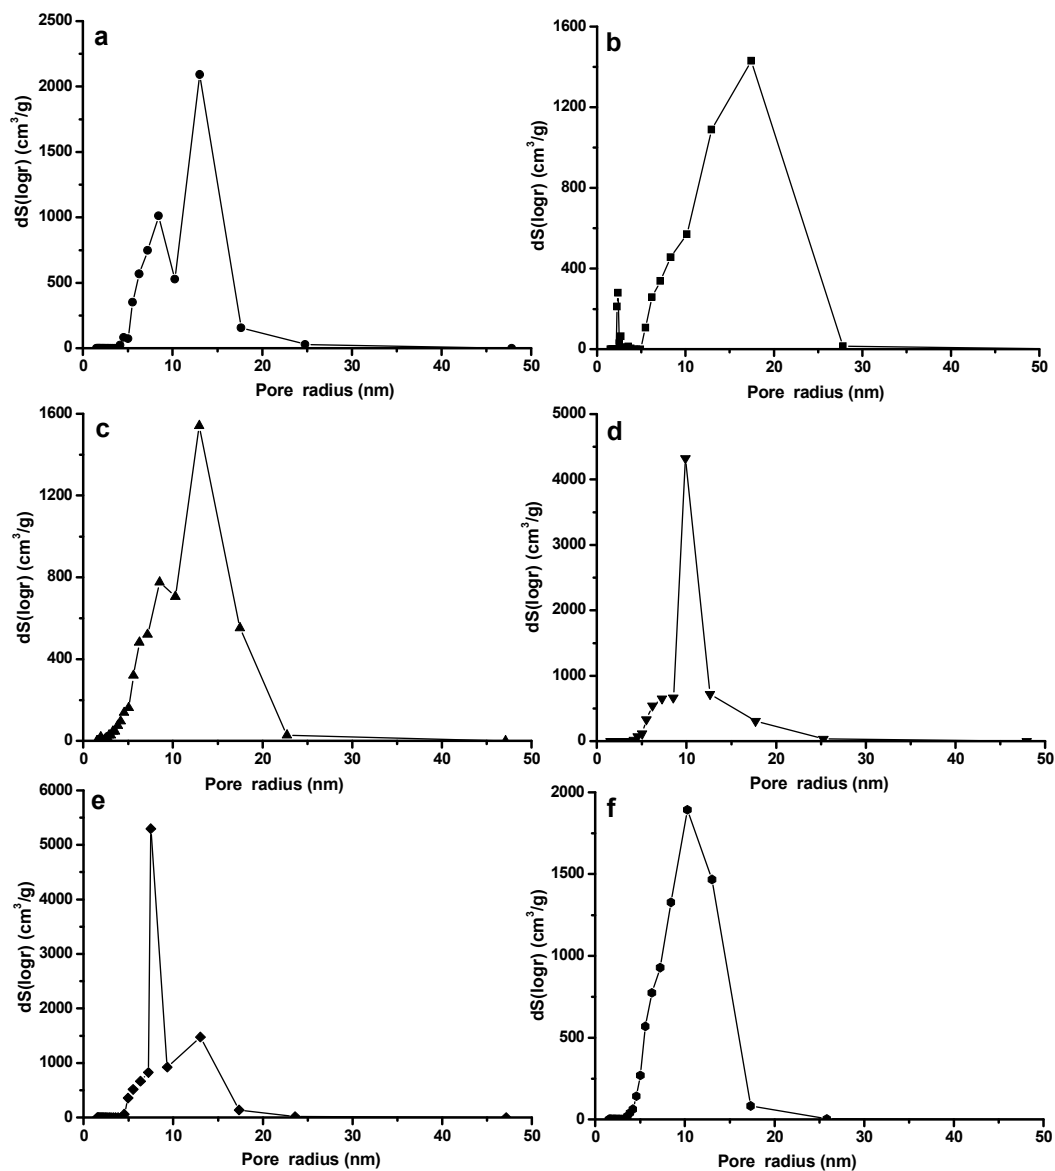 a
2500
2000
1500
1000
500
0
dS(logr) (cm³/g)
0 10 20 30 40 50
Pore radius (nm)
b
1600
1200
800
400
0
dS(logr) (cm³/g)
0 10 20 30 40 50
Pore radius (nm)
c
1600
1200
800
400
0
dS(logr) (cm³/g)
0 10 20 30 40 50
Pore radius (nm)
d
5000
4000
3000
2000
1000
0
dS(logr) (cm³/g)
0 10 20 30 40 50
Pore radius (nm)
e
6000
5000
4000
3000
2000
1000
0
dS(logr) (cm³/g)
0 10 20 30 40 50
Pore radius (nm)
f
2000
1500
1000
500
0
dS(logr) (cm³/g)
0 10 20 30 40 50
Pore radius (nm)